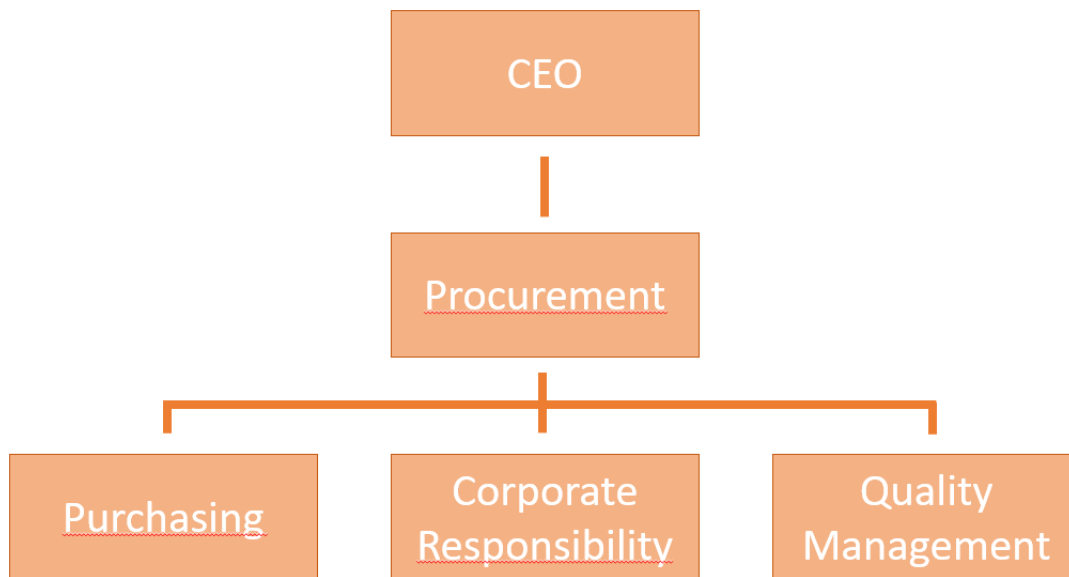 CEO
Procurement
Purchasing
Corporate
Responsibility
Quality
Management